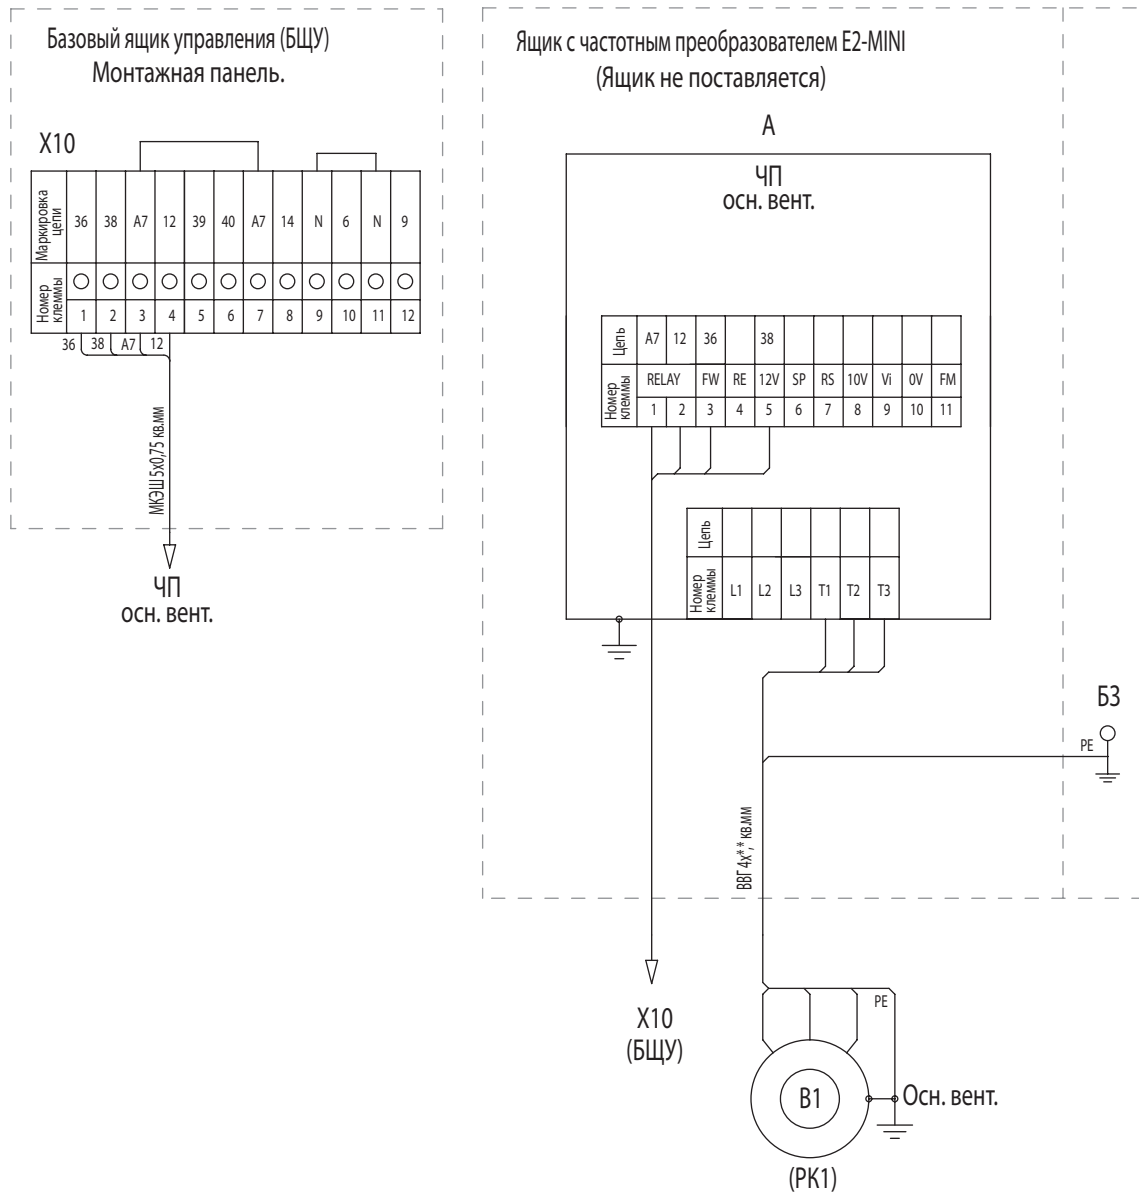 Базовый ящик управления (БЩУ)
Монтажная панель.
X10
Маркировка цепи 36 38 A7 12 39 40 A7 14 N 6 N 9
Номер клеммы 1 2 3 4 5 6 7 8 9 10 11 12
36 38 A7 12
МКЭШ 5x0,75 кв.мм
ЧП
осн. вент.
Ящик с частотным преобразователем E2-MINI
(Ящик не поставляется)
A
ЧП
осн. вент.
Цепь A7 12 36 38
Номер клеммы RELAY FW RE 12V SP RS 10V Vi 0V FM
1 2 3 4 5 6 7 8 9 10 11
Цепь
Номер клеммы L1 L2 L3 T1 T2 T3
БЗ
PE
ВВГ 4x*,* кв.мм
X10
(БЩУ)
PE
B1
Осн. вент.
(РК1)